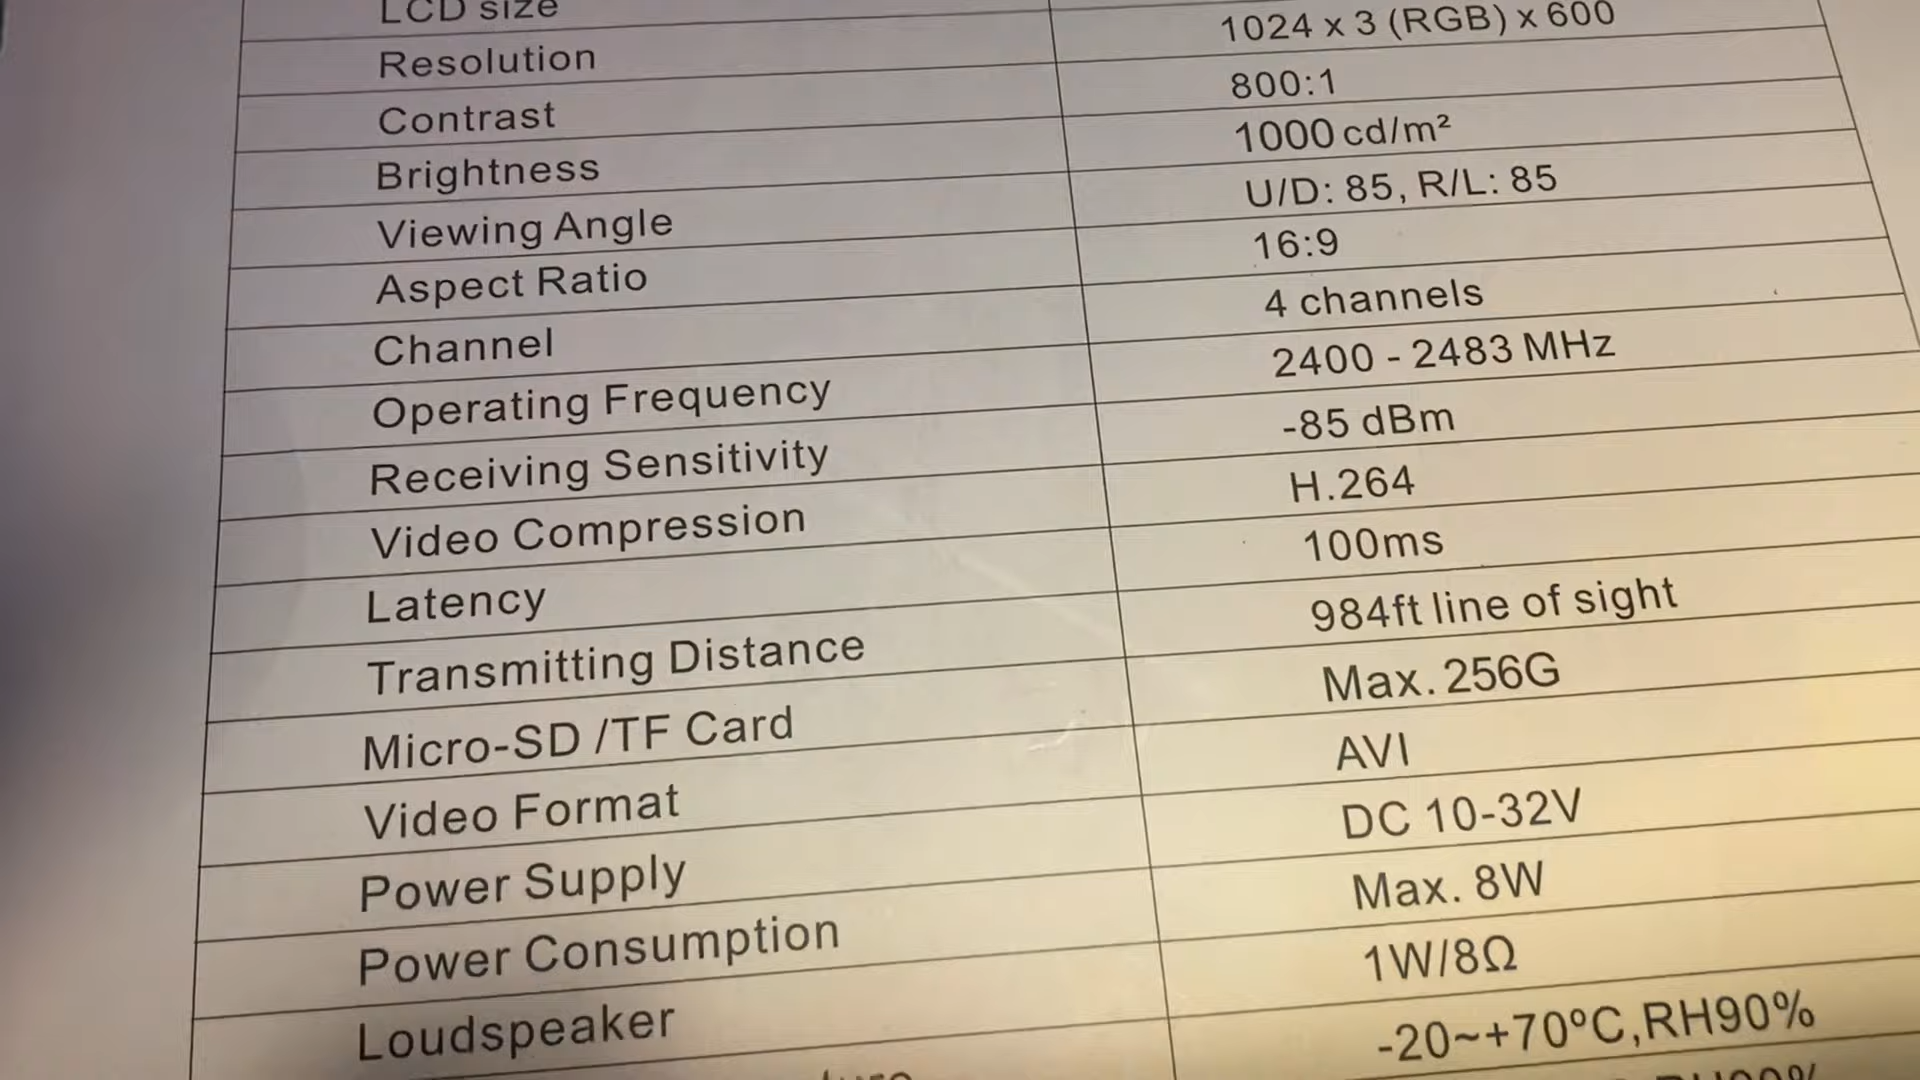 LCD size
Resolution 1024 x 3 (RGB) x 600
Contrast 800:1
Brightness 1000 cd/m²
Viewing Angle U/D: 85, R/L: 85
Aspect Ratio 16:9
Channel 4 channels
Operating Frequency 2400 - 2483 MHz
Receiving Sensitivity -85 dBm
Video Compression H.264
Latency 100ms
Transmitting Distance 984ft line of sight
Micro-SD /TF Card Max. 256G
Video Format AVI
Power Supply DC 10-32V
Power Consumption Max. 8W
Loudspeaker 1W/8Ω
-20~+70ºC,RH90%